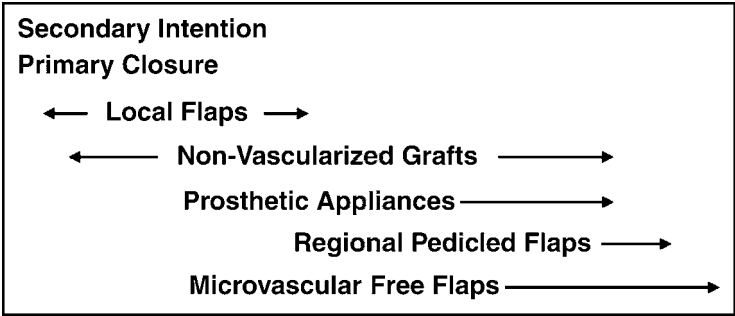 Secondary Intention
Primary Closure
Local Flaps
Non-Vascularized Grafts
Prosthetic Appliances
Regional Pedicled Flaps
Microvascular Free Flaps